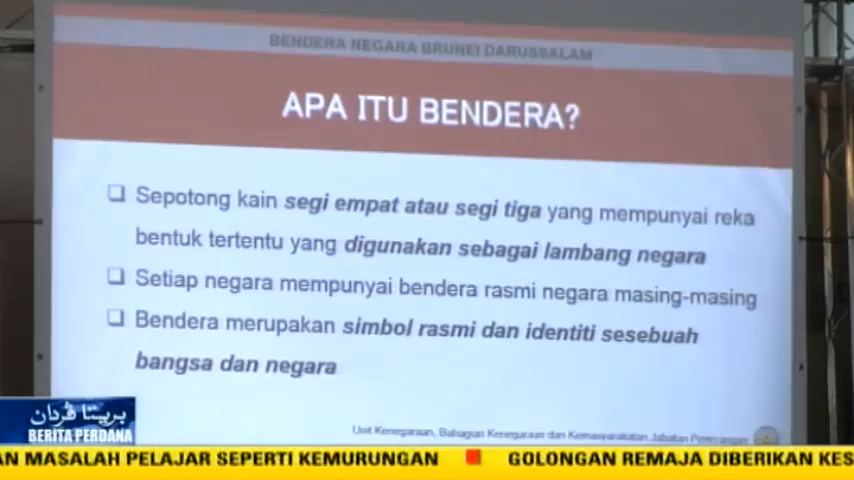 BENDERA NEGARA BRUNEI DARUSSALAM
APA ITU BENDERA?
❑ Sepotong kain segi empat atau segi tiga yang mempunyai reka
bentuk tertentu yang digunakan sebagai lambang negara
❑ Setiap negara mempunyai bendera rasmi negara masing-masing
❑ Bendera merupakan simbol rasmi dan identiti sesebuah
bangsa dan negara
Unit Kenegaraan, Bahagian Kenegaraan dan Kemasyarakatan Jabatan Penerangan
بريتا ڤردان
BERITA PERDANA
AN MASALAH PELAJAR SEPERTI KEMURUNGAN GOLONGAN REMAJA DIBERIKAN KES